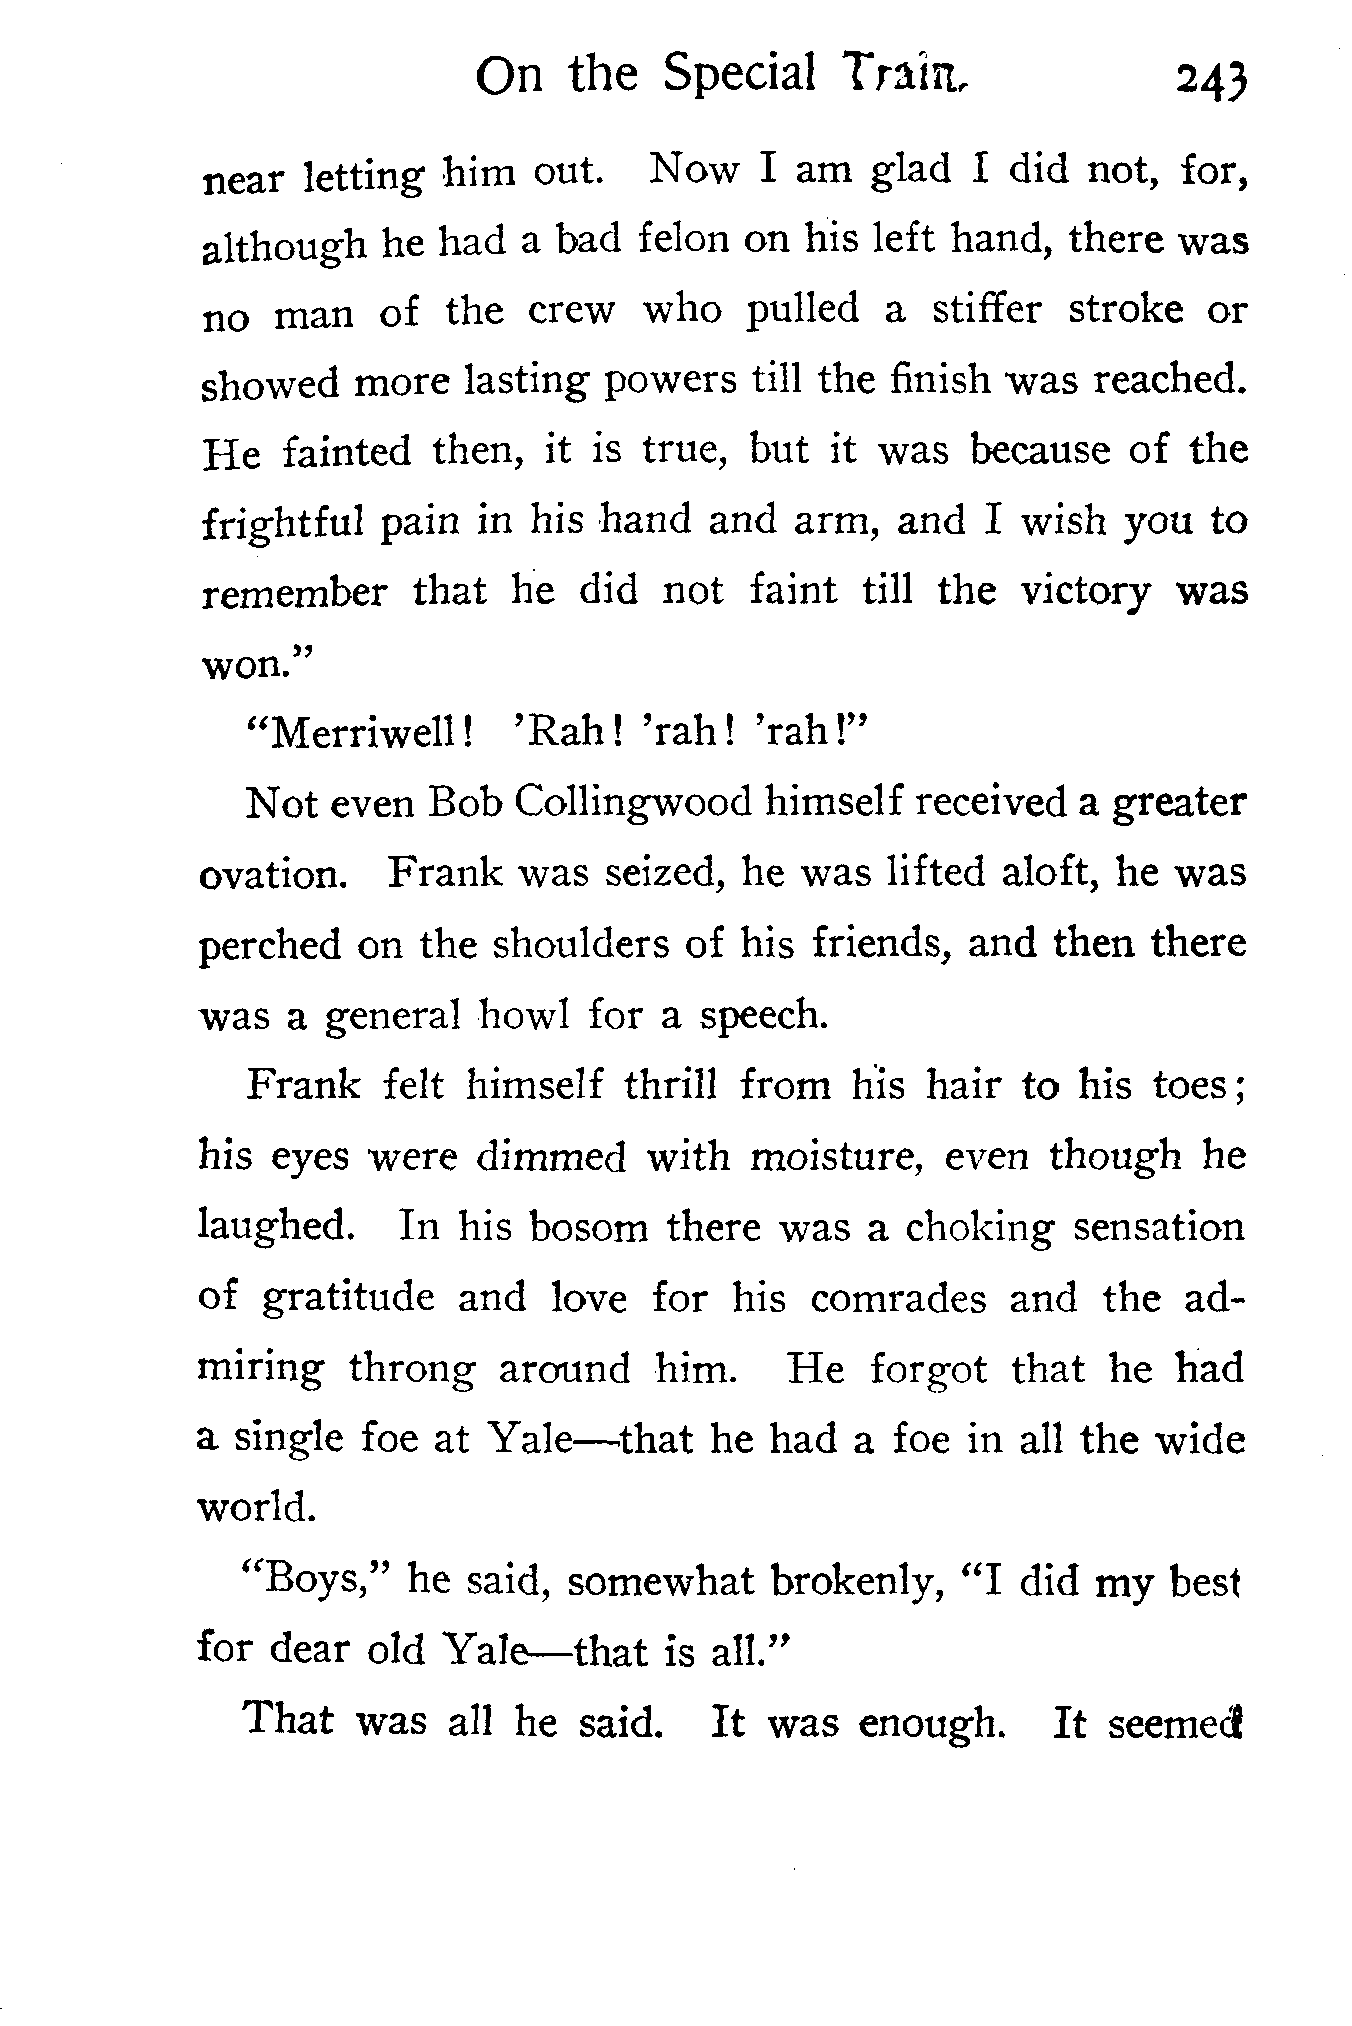 On the Special Train. 243
near letting him out. Now I am glad I did not, for,
although he had a bad felon on his left hand, there was
no man of the crew who pulled a stiffer stroke or
showed more lasting powers till the finish was reached.
He fainted then, it is true, but it was because of the
frightful pain in his hand and arm, and I wish you to
remember that he did not faint till the victory was
won.”
“Merriwell! ’Rah! ’rah! ’rah!”
Not even Bob Collingwood himself received a greater
ovation. Frank was seized, he was lifted aloft, he was
perched on the shoulders of his friends, and then there
was a general howl for a speech.
Frank felt himself thrill from his hair to his toes;
his eyes were dimmed with moisture, even though he
laughed. In his bosom there was a choking sensation
of gratitude and love for his comrades and the ad-
miring throng around him. He forgot that he had
a single foe at Yale—that he had a foe in all the wide
world.
“Boys,” he said, somewhat brokenly, “I did my best
for dear old Yale—that is all.”
That was all he said. It was enough. It seemed